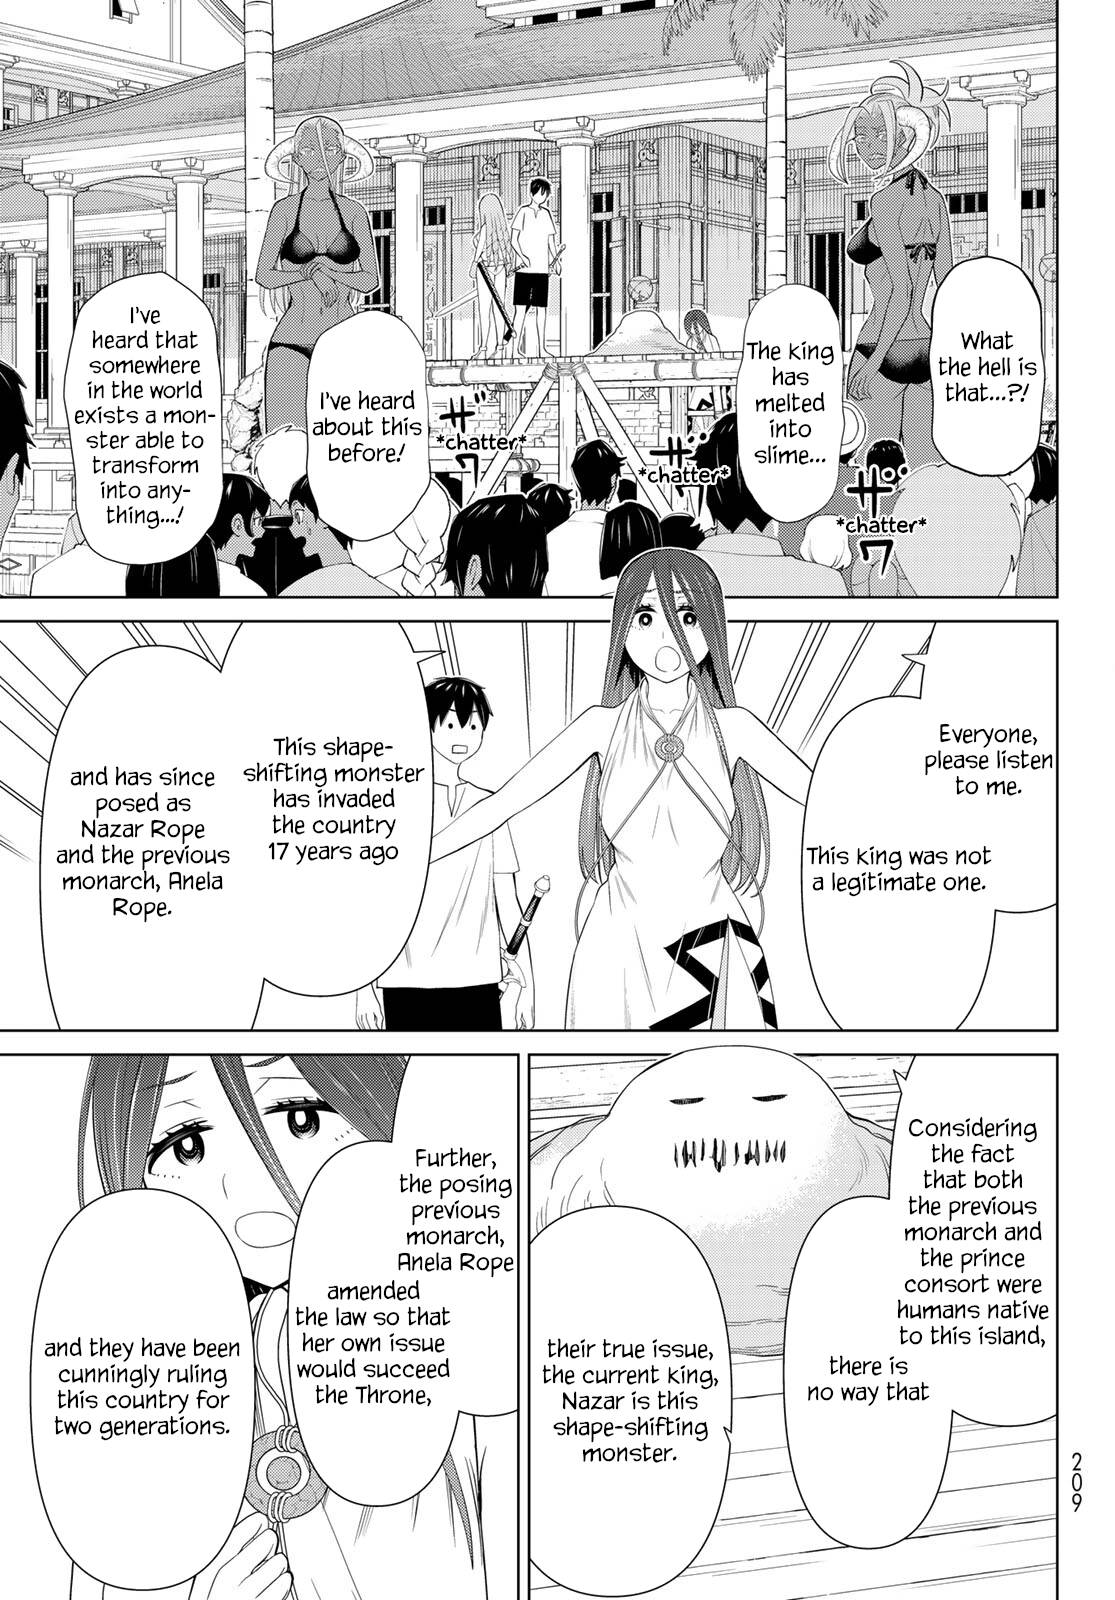 What
the hell is
that...?!
The king
has
melted
into
slime...
I've heard
about this
before!
I've
heard that
somewhere
in the world
exists a mon-
ster able to
transform
into any-
thing...!
ザワ
*chatter*
ザワ
*chatter*
ザワ
*chatter*
Everyone,
please listen
to me.
This king was not
a legitimate one.
This shape-
shifting monster
has invaded
the country
17 years ago
and has since
posed as
Nazar Rope
and the previous
monarch, Anela
Rope.
Considering
the fact
that both
the previous
monarch and
the prince
consort were
humans native
to this island,
there is
no way that
their true issue,
the current king,
Nazar is this
shape-shifting
monster.
Further,
the posing
previous
monarch,
Anela Rope
amended
the law so that
her own issue
would succeed
the Throne,
and they have been
cunningly ruling
this country for
two generations.
209